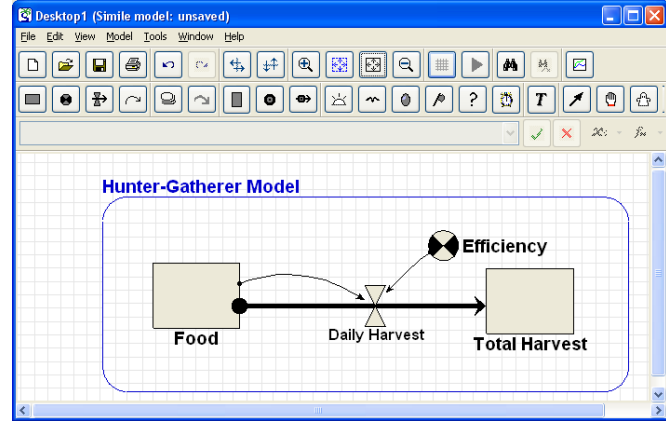 Desktop1 (Simile model: unsaved)
File Edit View Model Tools Window Help
?
T
Hunter-Gatherer Model
Efficiency
Food
Daily Harvest
Total Harvest